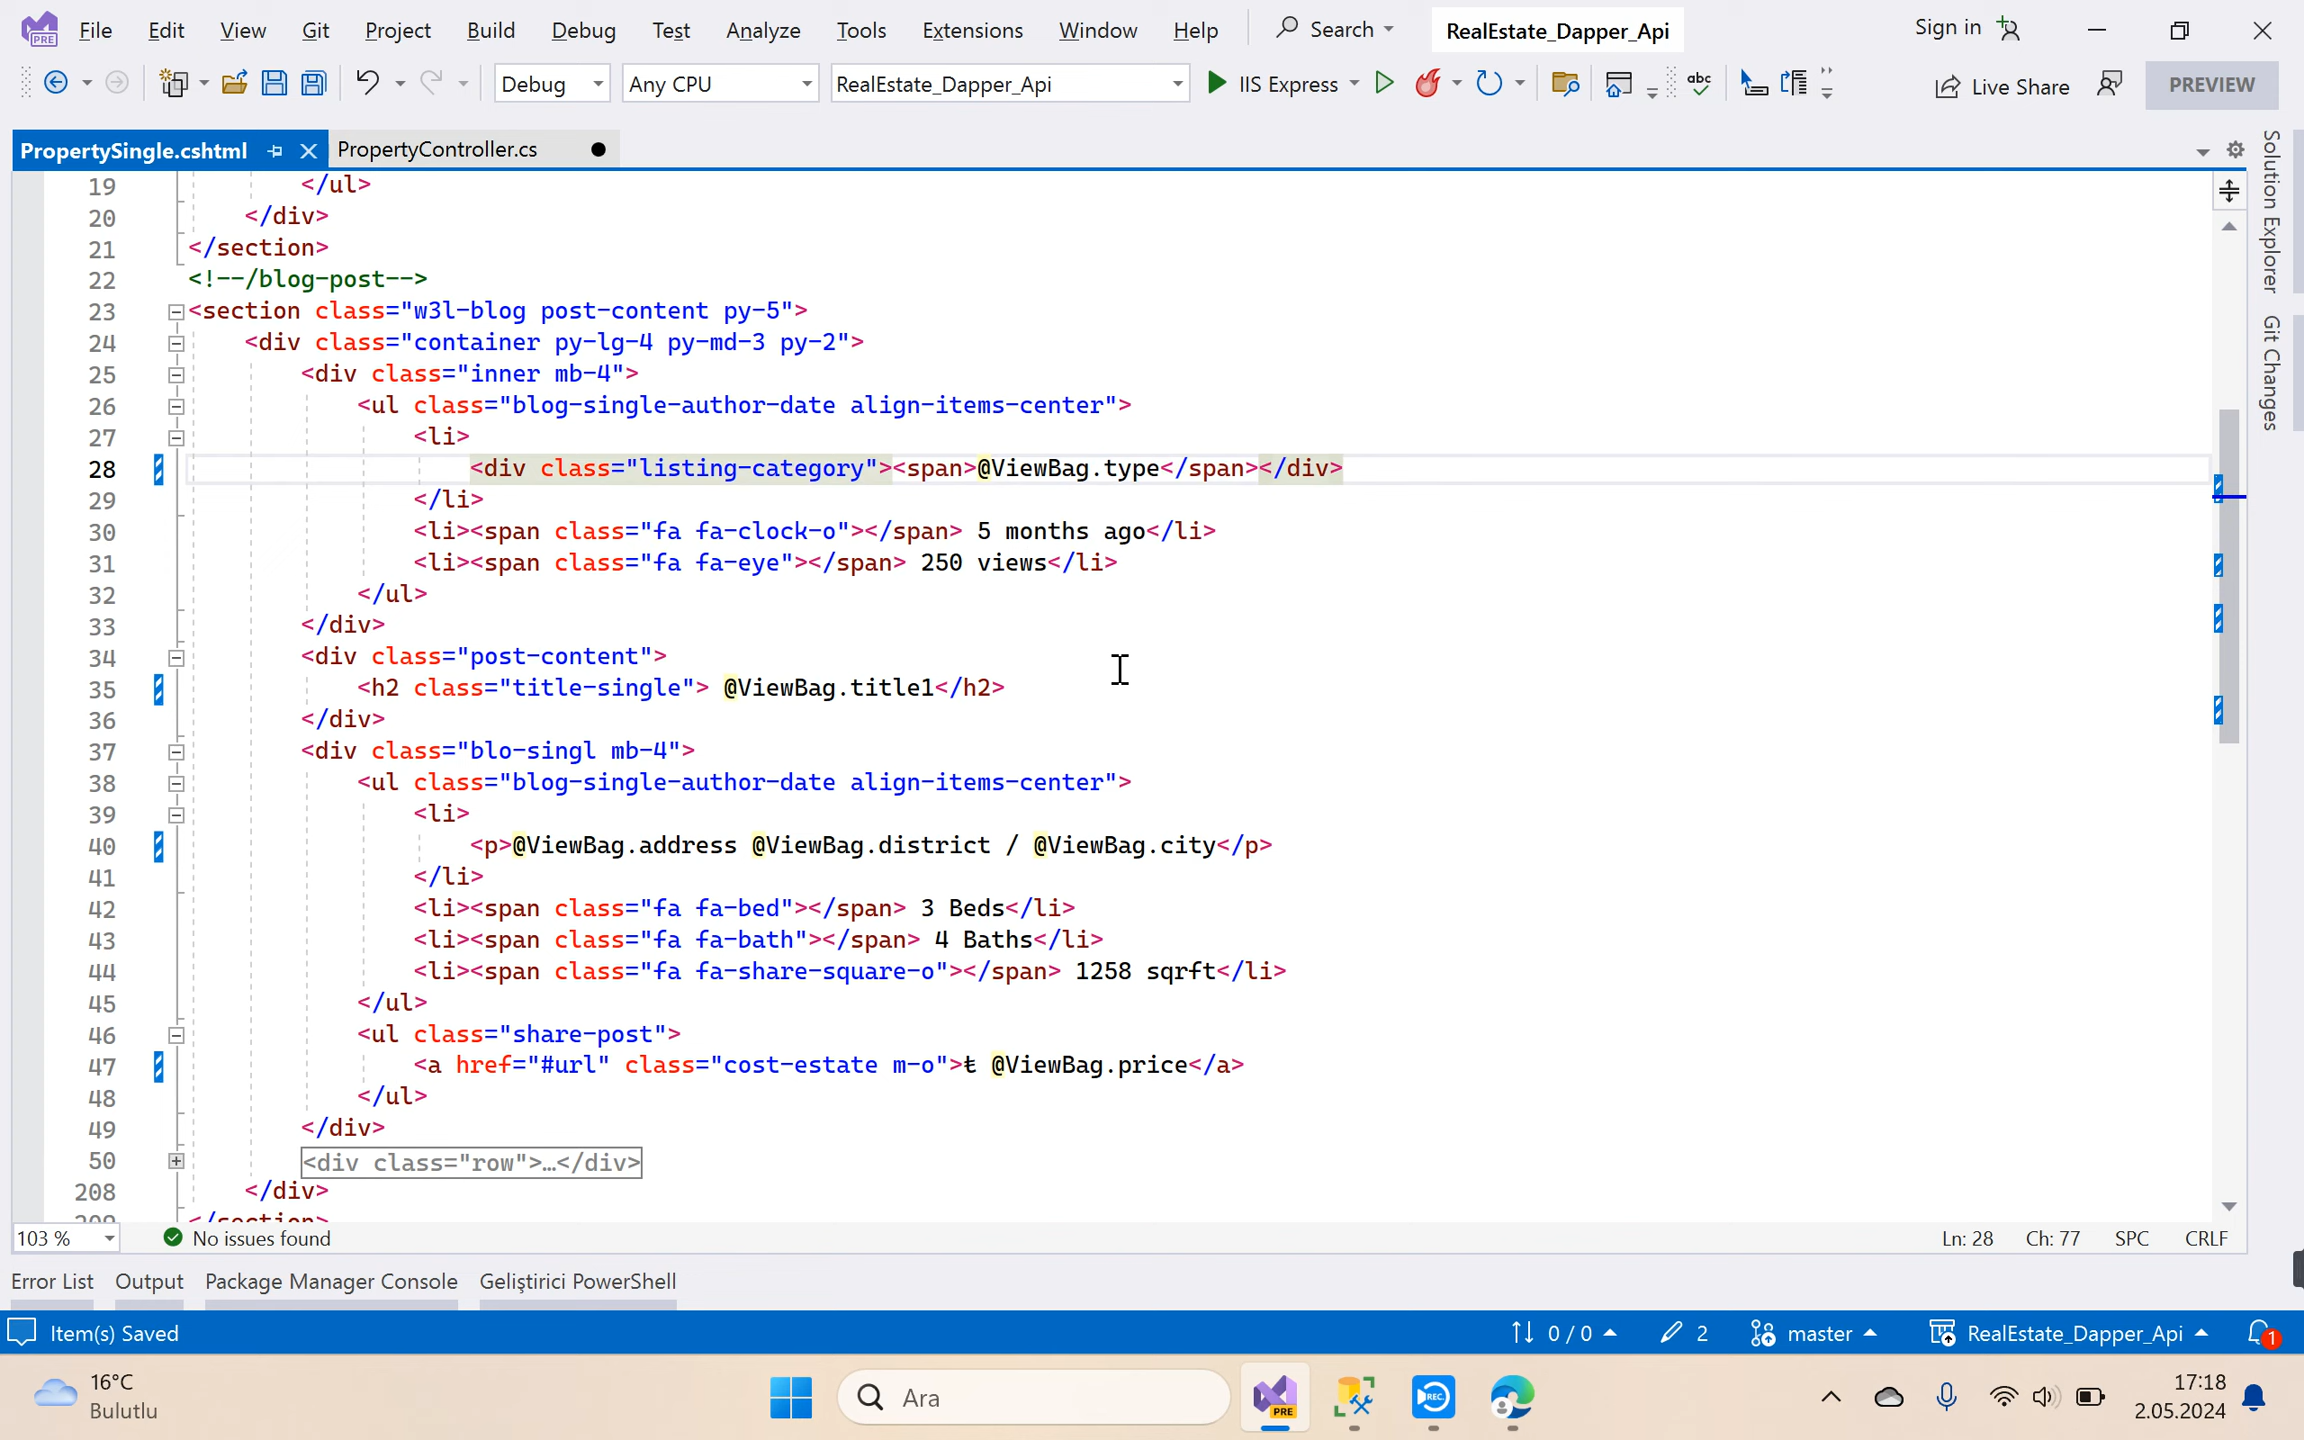 File Edit View Git Project Build Debug Test Analyze Tools Extensions Window Help Search RealEstate_Dapper_Api Sign in
PRE
Debug Any CPU RealEstate_Dapper_Api IIS Express abc Live Share PREVIEW
PropertySingle.cshtml PropertyController.cs
Solution Explorer
Git Changes
19 </ul>
20 </div>
21 </section>
22 <!--/blog-post-->
23 <section class="w3l-blog post-content py-5">
24 <div class="container py-lg-4 py-md-3 py-2">
25 <div class="inner mb-4">
26 <ul class="blog-single-author-date align-items-center">
27 <li>
28 <div class="listing-category"><span>@ViewBag.type</span></div>
29 </li>
30 <li><span class="fa fa-clock-o"></span> 5 months ago</li>
31 <li><span class="fa fa-eye"></span> 250 views</li>
32 </ul>
33 </div>
34 <div class="post-content">
35 <h2 class="title-single"> @ViewBag.title1</h2>
36 </div>
37 <div class="blo-singl mb-4">
38 <ul class="blog-single-author-date align-items-center">
39 <li>
40 <p>@ViewBag.address @ViewBag.district / @ViewBag.city</p>
41 </li>
42 <li><span class="fa fa-bed"></span> 3 Beds</li>
43 <li><span class="fa fa-bath"></span> 4 Baths</li>
44 <li><span class="fa fa-share-square-o"></span> 1258 sqrft</li>
45 </ul>
46 <ul class="share-post">
47 <a href="#url" class="cost-estate m-o">₺ @ViewBag.price</a>
48 </ul>
49 </div>
50 <div class="row">…</div>
208 </div>
209 </section>
103 % No issues found Ln: 28 Ch: 77 SPC CRLF
Error List Output Package Manager Console Geliştirici PowerShell
Item(s) Saved 0 / 0 2 master RealEstate_Dapper_Api 1
16°C
Bulutlu
Ara
PRE
REC
17:18
2.05.2024